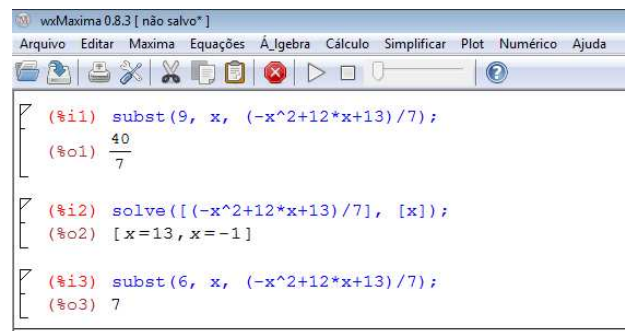 wxMaxima 0.8.3 [ não salvo* ]
Arquivo Editar Maxima Equações Á_lgebra Cálculo Simplificar Plot Numérico Ajuda
(%i1) subst(9, x, (-x^2+12*x+13)/7);
(%o1) 40/7
(%i2) solve([(-x^2+12*x+13)/7], [x]);
(%o2) [x=13,x=-1]
(%i3) subst(6, x, (-x^2+12*x+13)/7);
(%o3) 7